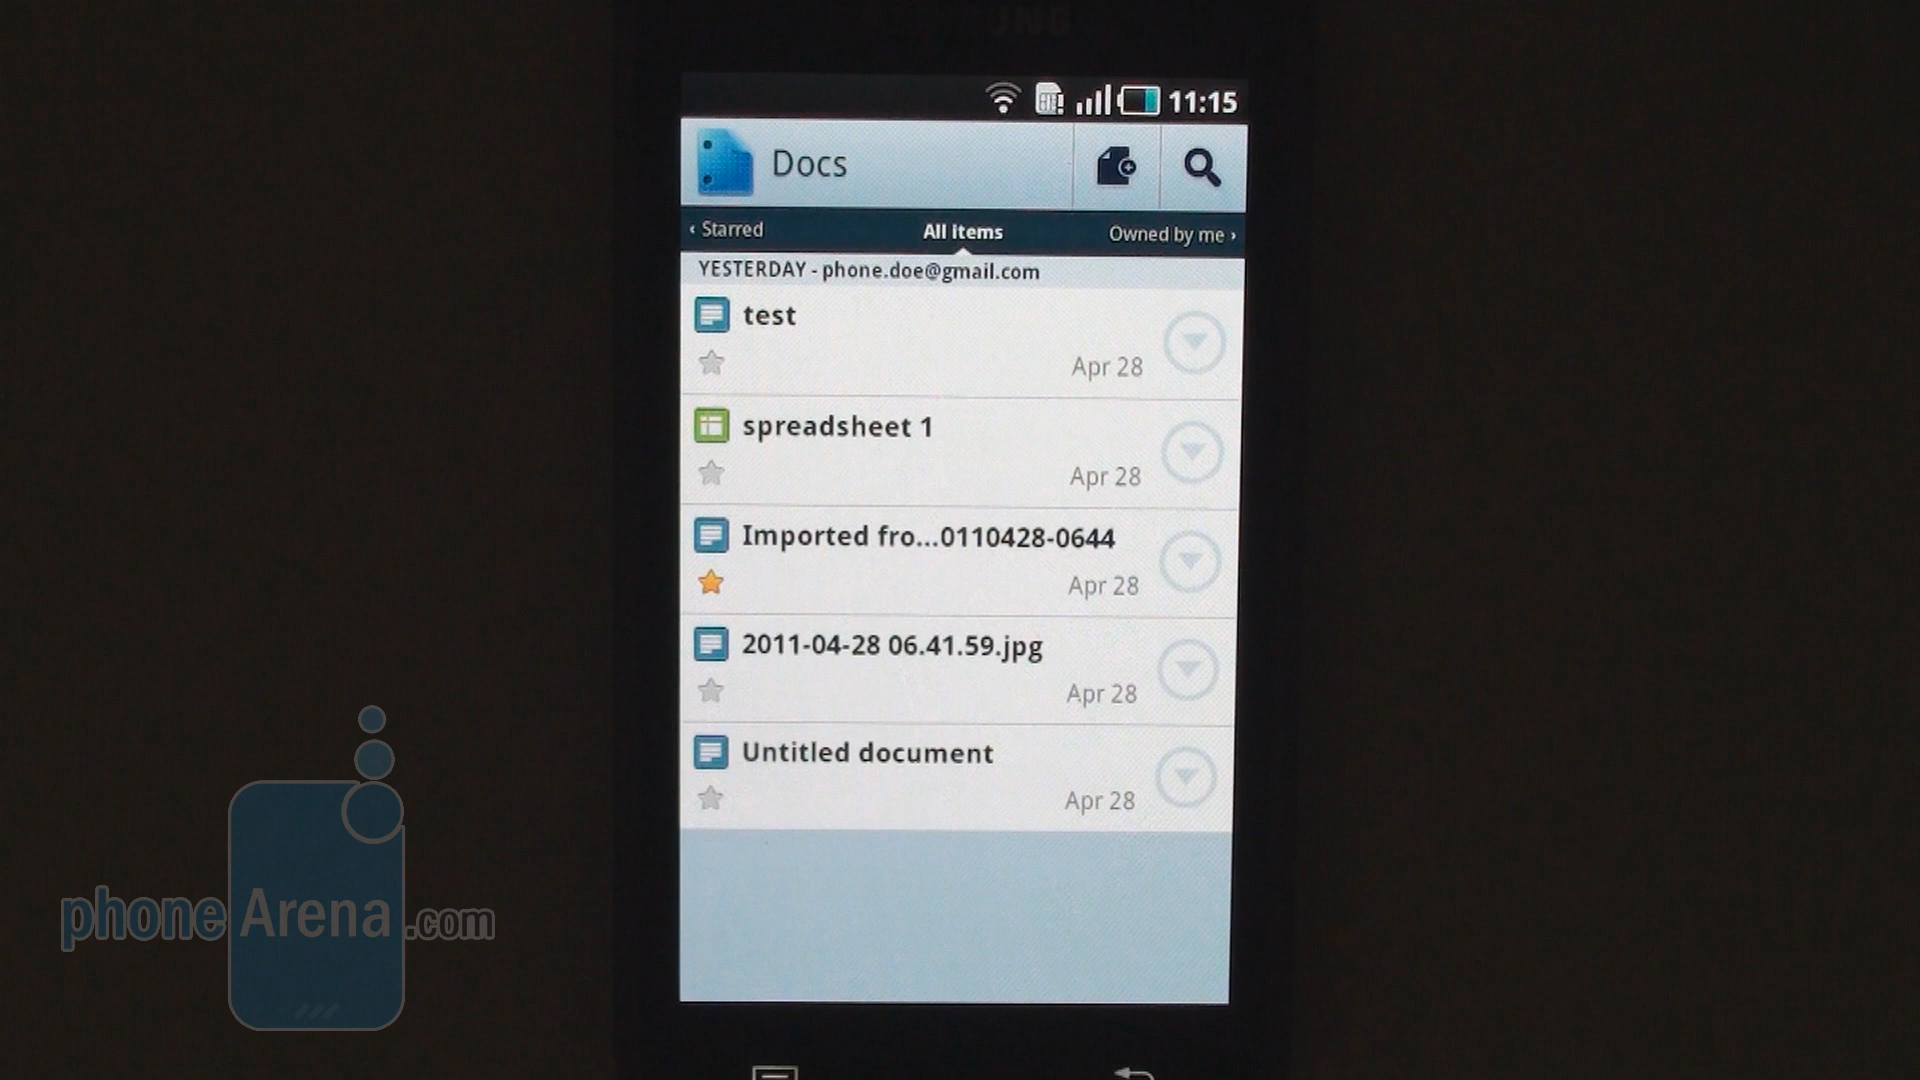 11:15
Docs
‹ Starred All items Owned by me ›
YESTERDAY - phone.doe@gmail.com
test
Apr 28
spreadsheet 1
Apr 28
Imported fro...0110428-0644
Apr 28
2011-04-28 06.41.59.jpg
Apr 28
Untitled document
Apr 28
phoneArena.com